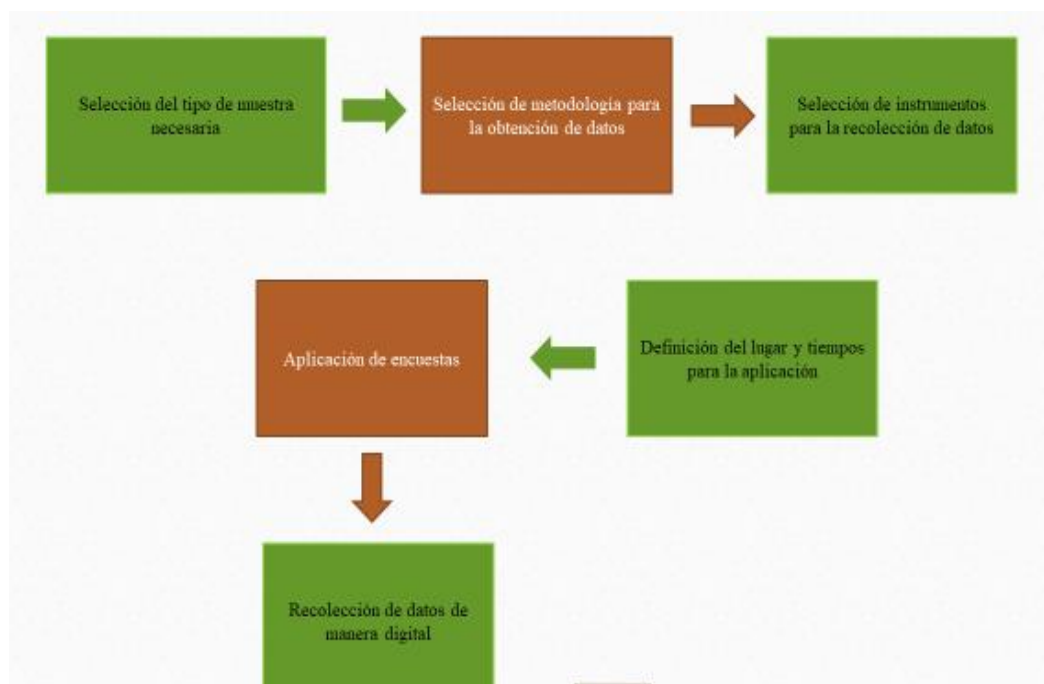 Selección del tipo de muestra
necesaria
Selección de metodología para
la obtención de datos
Selección de instrumentos
para la recolección de datos
Definición del lugar y tiempos
para la aplicación
Aplicación de encuestas
Recolección de datos de
manera digital